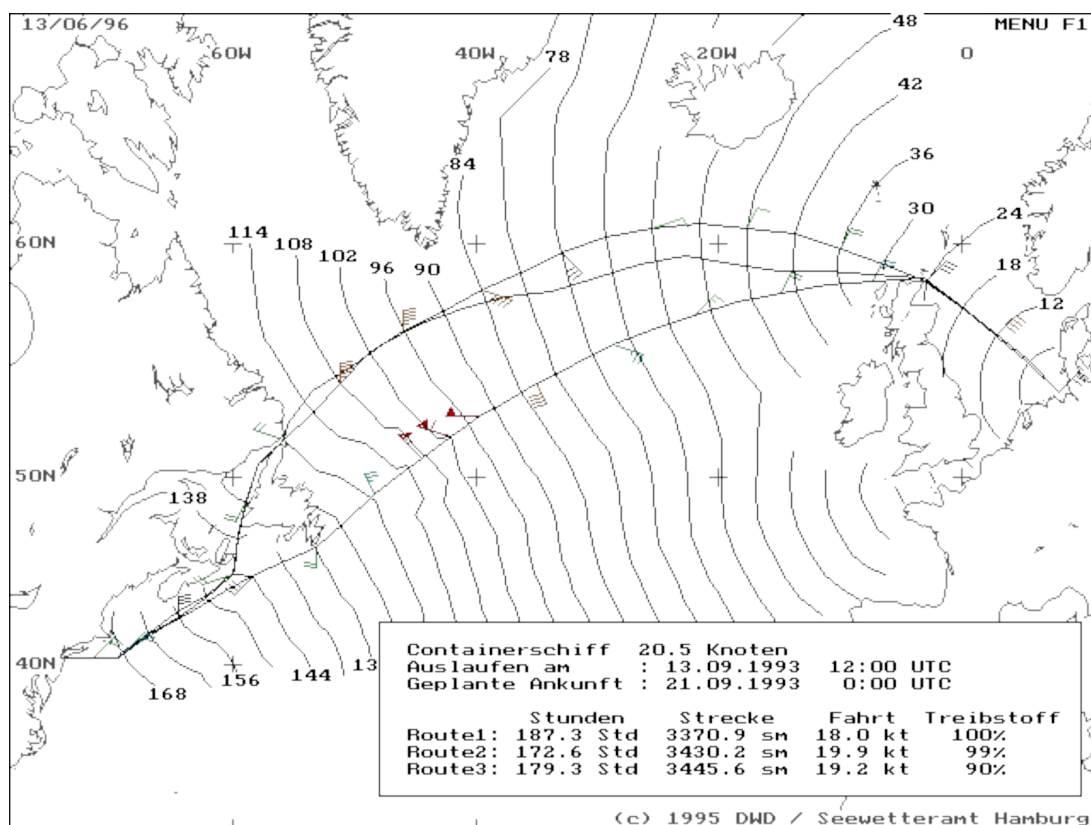 13/06/96 MENU F1
60W 40W 20W 0
48
78
42
84
36
30
24
60N
114
108
102
96
90
18
12
50N
138
40N
168
156
144
13
Containerschiff 20.5 Knoten
Auslaufen am : 13.09.1993 12:00 UTC
Geplante Ankunft : 21.09.1993 0:00 UTC
Stunden Strecke Fahrt Treibstoff
Route1: 187.3 Std 3370.9 sm 18.0 kt 100%
Route2: 172.6 Std 3430.2 sm 19.9 kt 99%
Route3: 179.3 Std 3445.6 sm 19.2 kt 90%
(c) 1995 DWD / Seewetteramt Hamburg